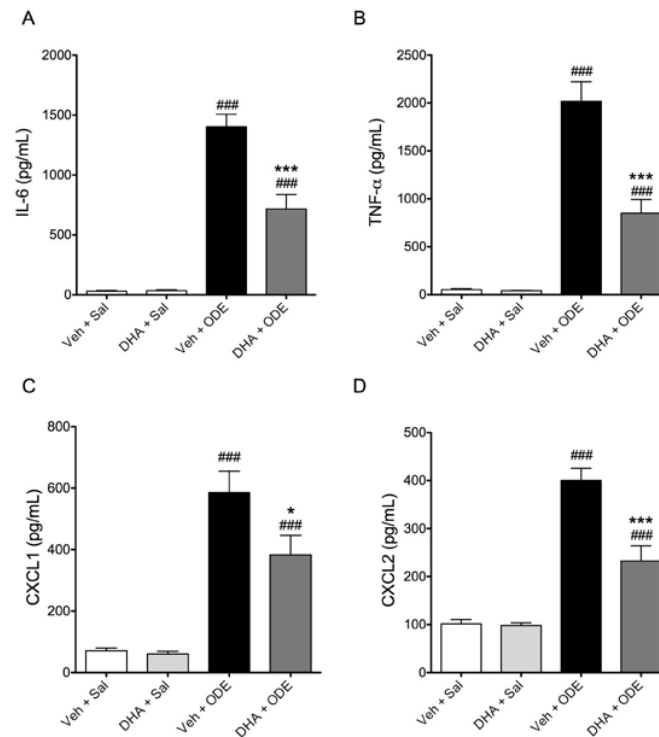 A
IL-6 (pg/mL)
2000
1500
1000
500
0
###
***
###
Veh + Sal
DHA + Sal
Veh + ODE
DHA + ODE
B
TNF-α (pg/mL)
2500
2000
1500
1000
500
0
###
***
###
Veh + Sal
DHA + Sal
Veh + ODE
DHA + ODE
C
CXCL1 (pg/mL)
800
600
400
200
0
###
*
###
Veh + Sal
DHA + Sal
Veh + ODE
DHA + ODE
D
CXCL2 (pg/mL)
500
400
300
200
100
0
###
***
###
Veh + Sal
DHA + Sal
Veh + ODE
DHA + ODE